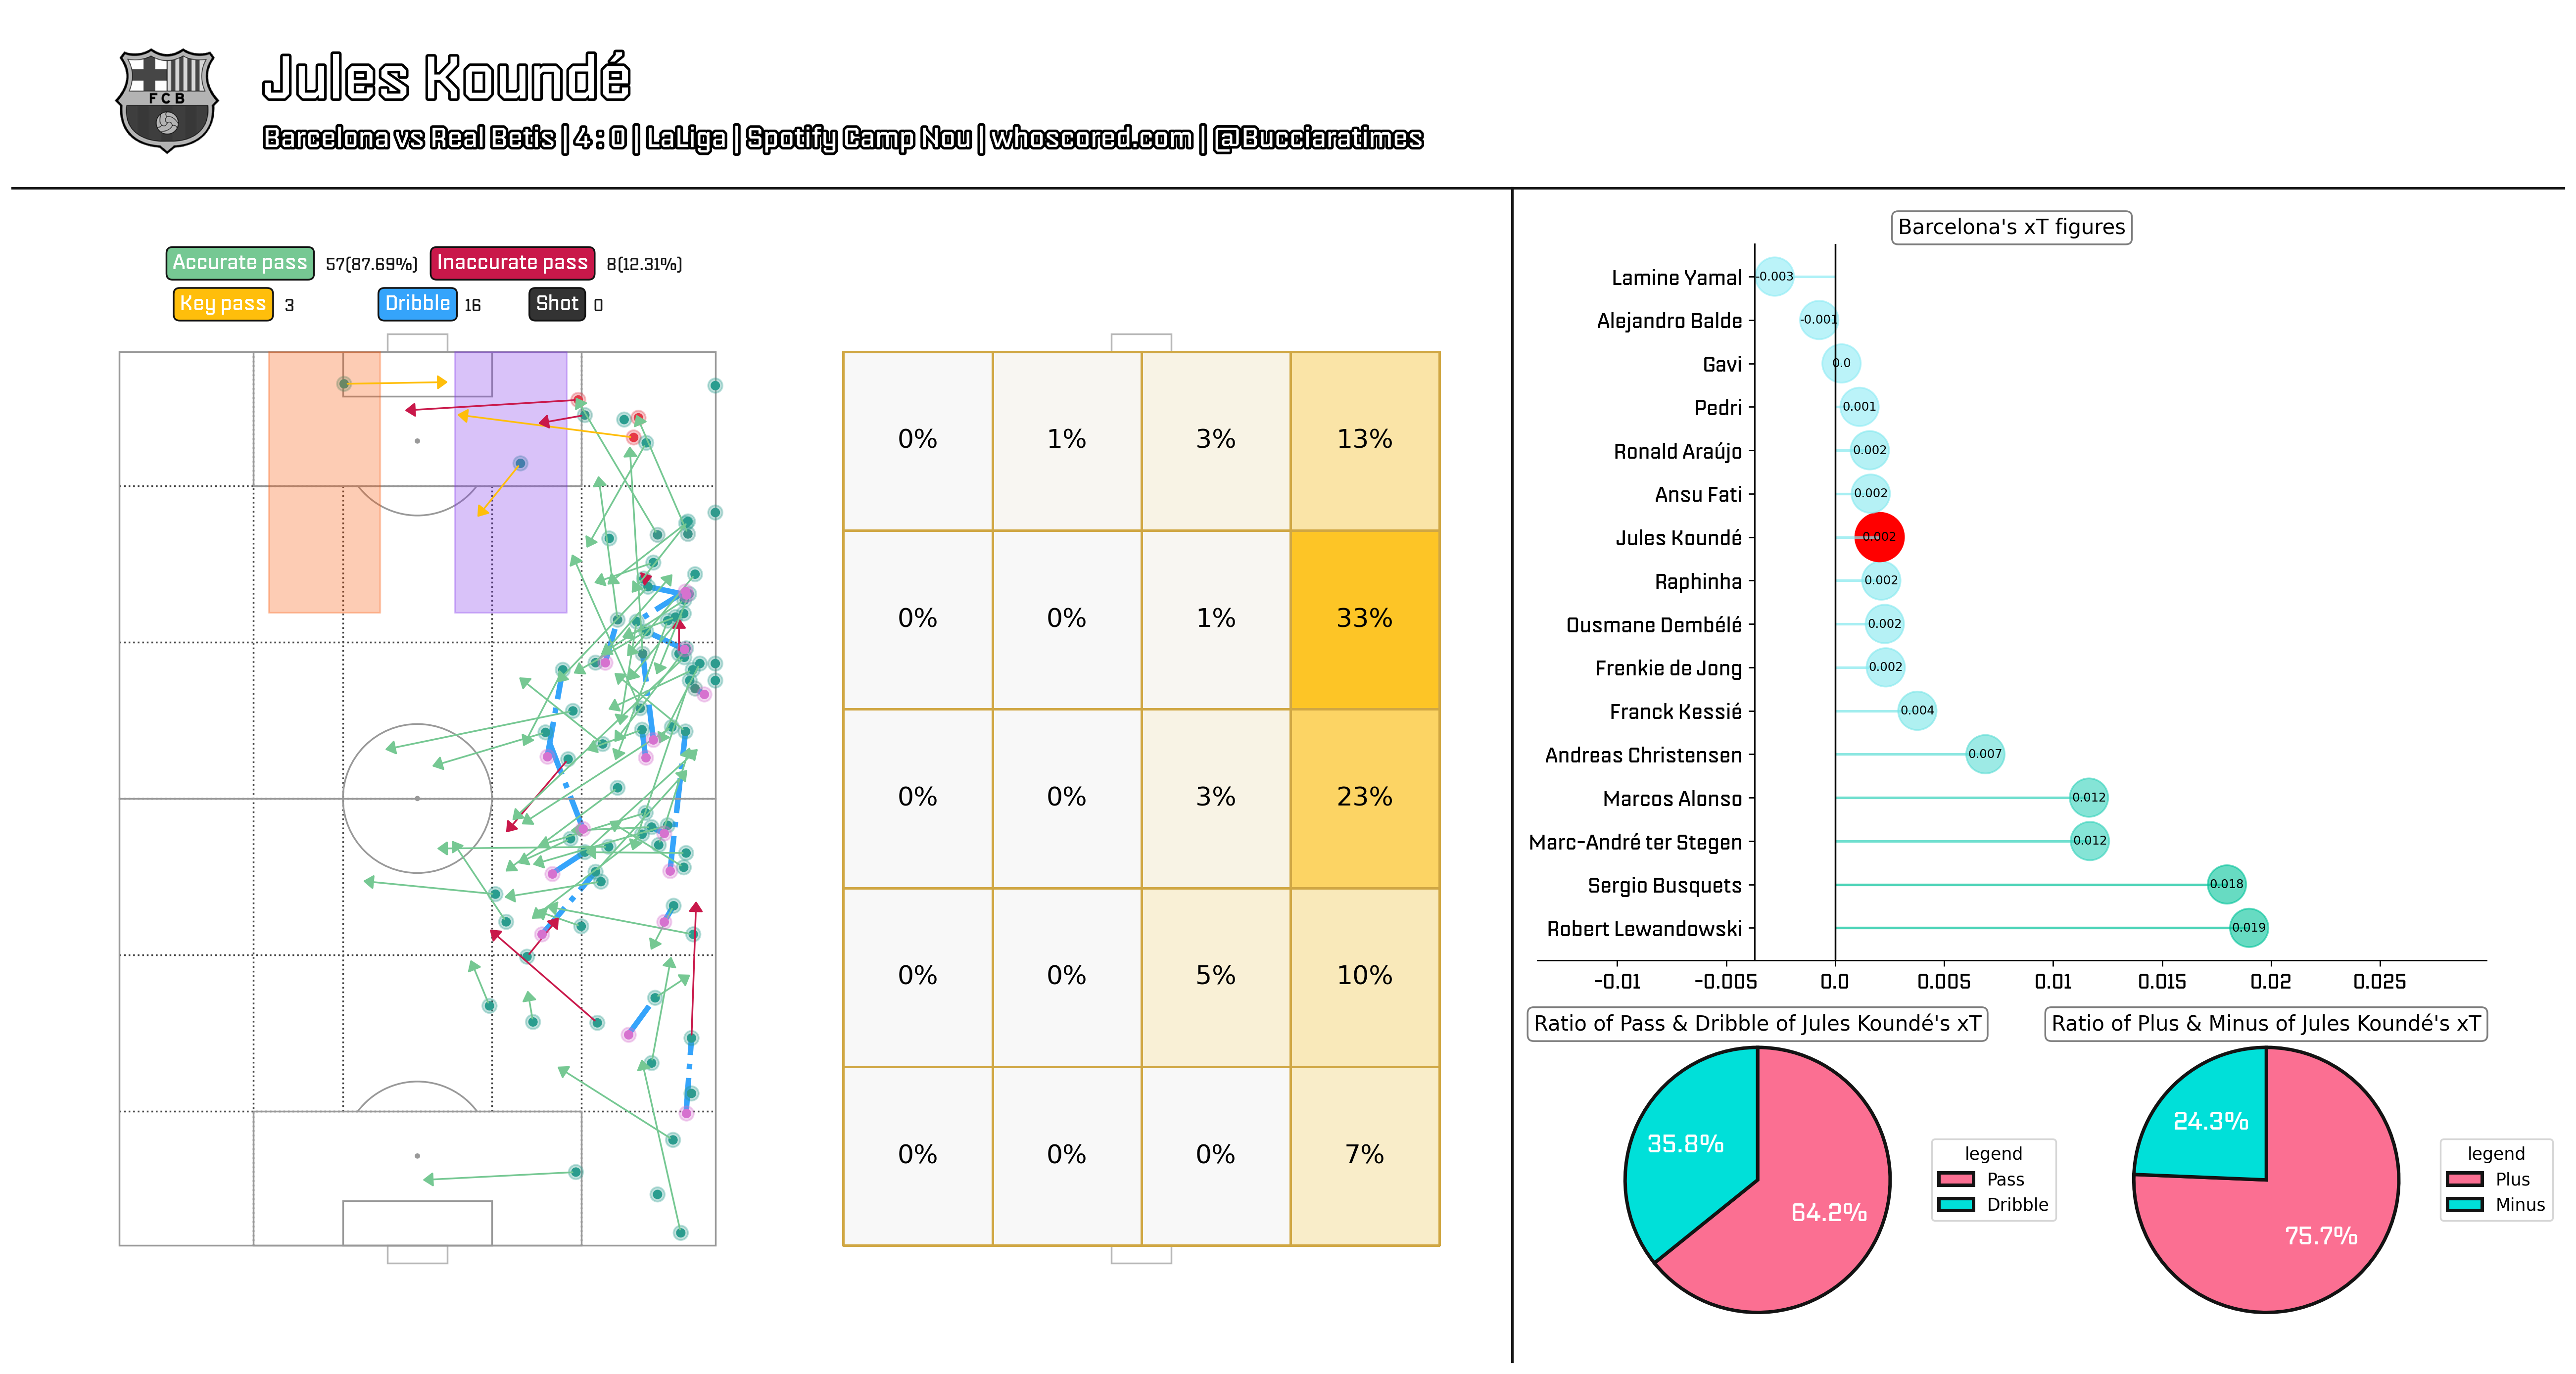 FCB
Jules Koundé
Barcelona vs Real Betis | 4 : 0 | LaLiga | Spotify Camp Nou | whoscored.com | @Bucciaratimes
Accurate pass 57(87.69%) Inaccurate pass 8(12.31%)
Key pass 3 Dribble 16 Shot 0
0% 1% 3% 13%
0% 0% 1% 33%
0% 0% 3% 23%
0% 0% 5% 10%
0% 0% 0% 7%
Barcelona's xT figures
Lamine Yamal -0.003
Alejandro Balde -0.001
Gavi 0.0
Pedri 0.001
Ronald Araújo 0.002
Ansu Fati 0.002
Jules Koundé 0.002
Raphinha 0.002
Ousmane Dembélé 0.002
Frenkie de Jong 0.002
Franck Kessié 0.004
Andreas Christensen 0.007
Marcos Alonso 0.012
Marc-André ter Stegen 0.012
Sergio Busquets 0.018
Robert Lewandowski 0.019
-0.01 -0.005 0.0 0.005 0.01 0.015 0.02 0.025
Ratio of Pass & Dribble of Jules Koundé's xT
35.8%
64.2%
legend
Pass
Dribble
Ratio of Plus & Minus of Jules Koundé's xT
24.3%
75.7%
legend
Plus
Minus